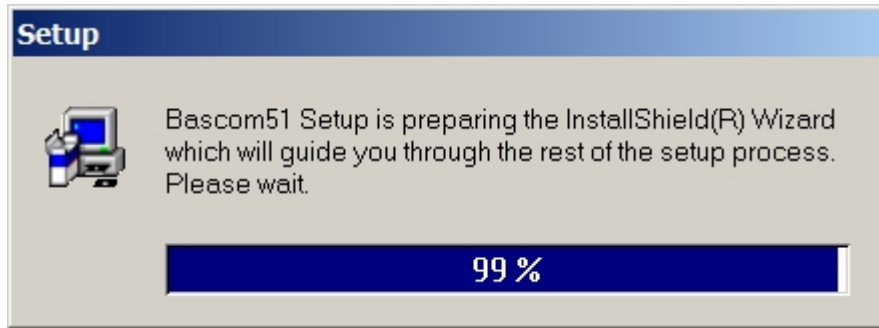 Setup
Bascom51 Setup is preparing the InstallShield(R) Wizard
which will guide you through the rest of the setup process.
Please wait.
99 %